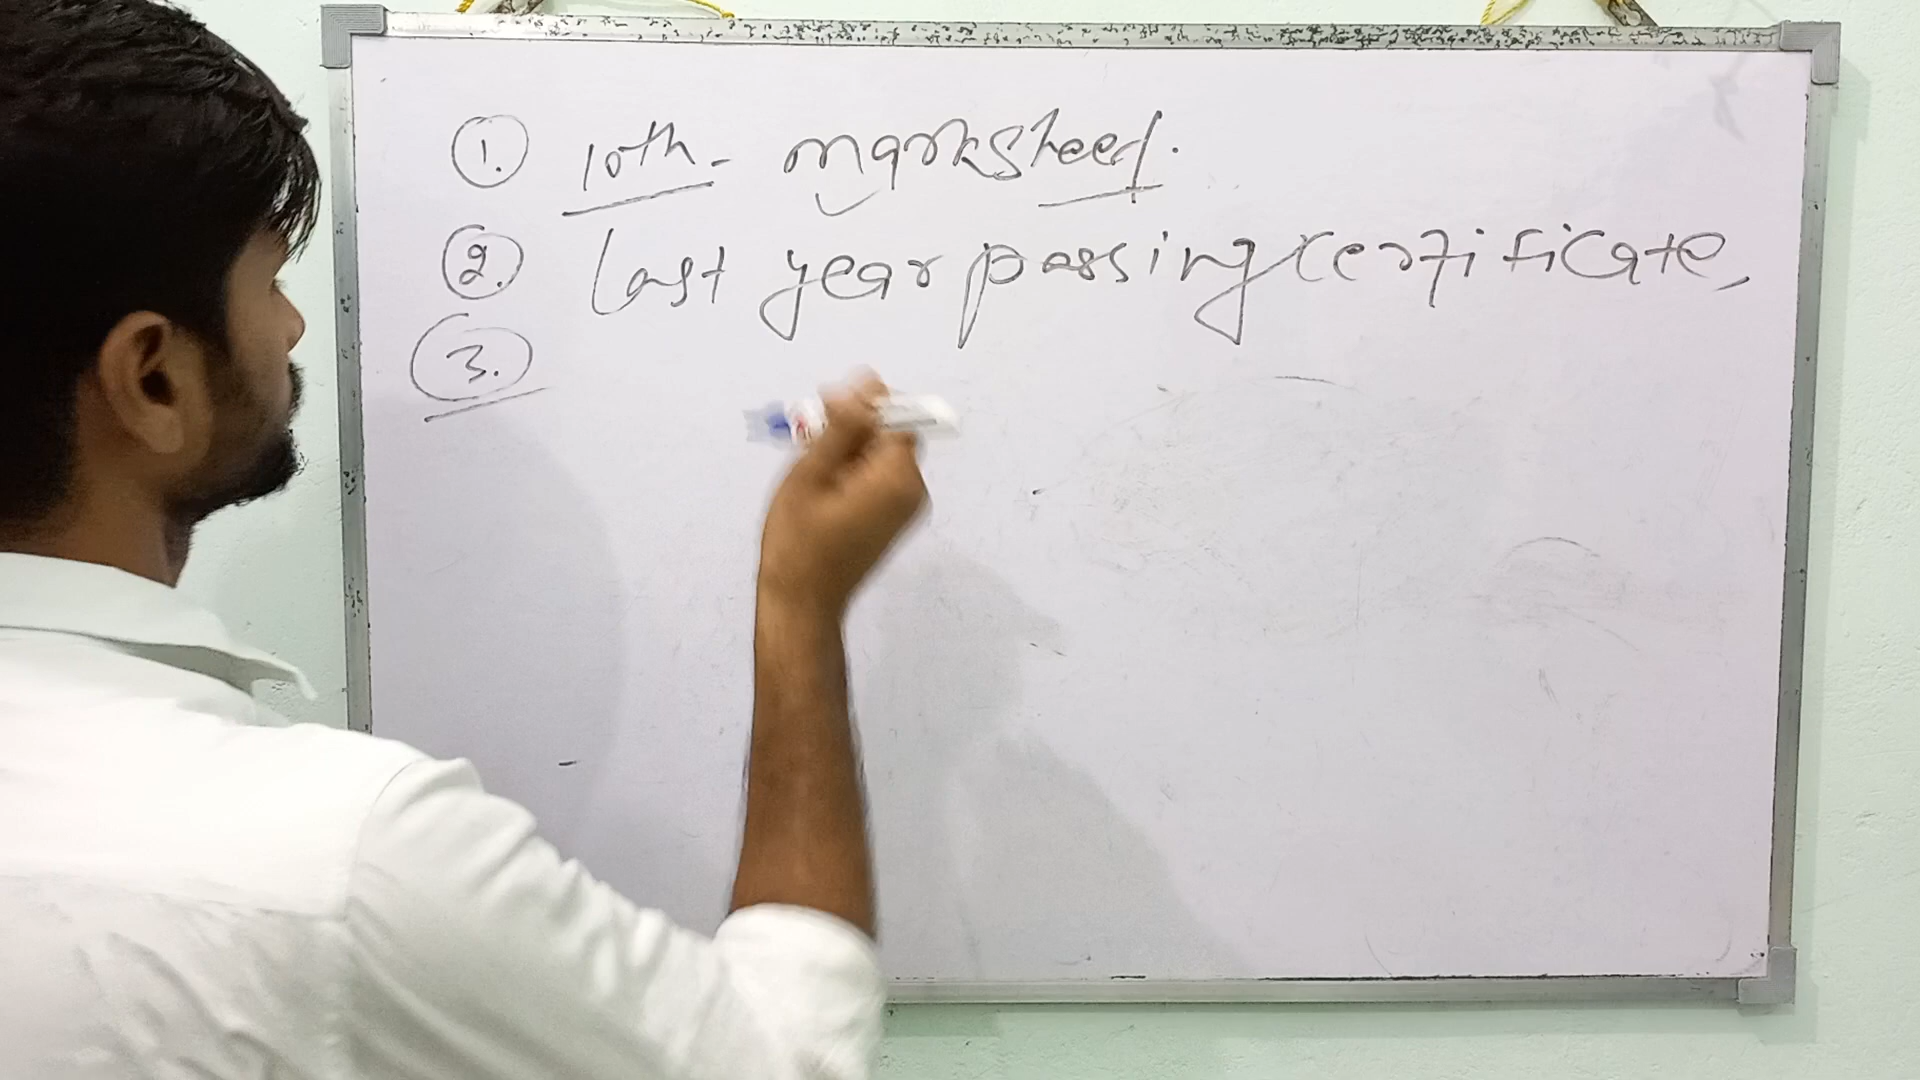 1. 10th - marksheet.
2. Last year passing certificate,
3.